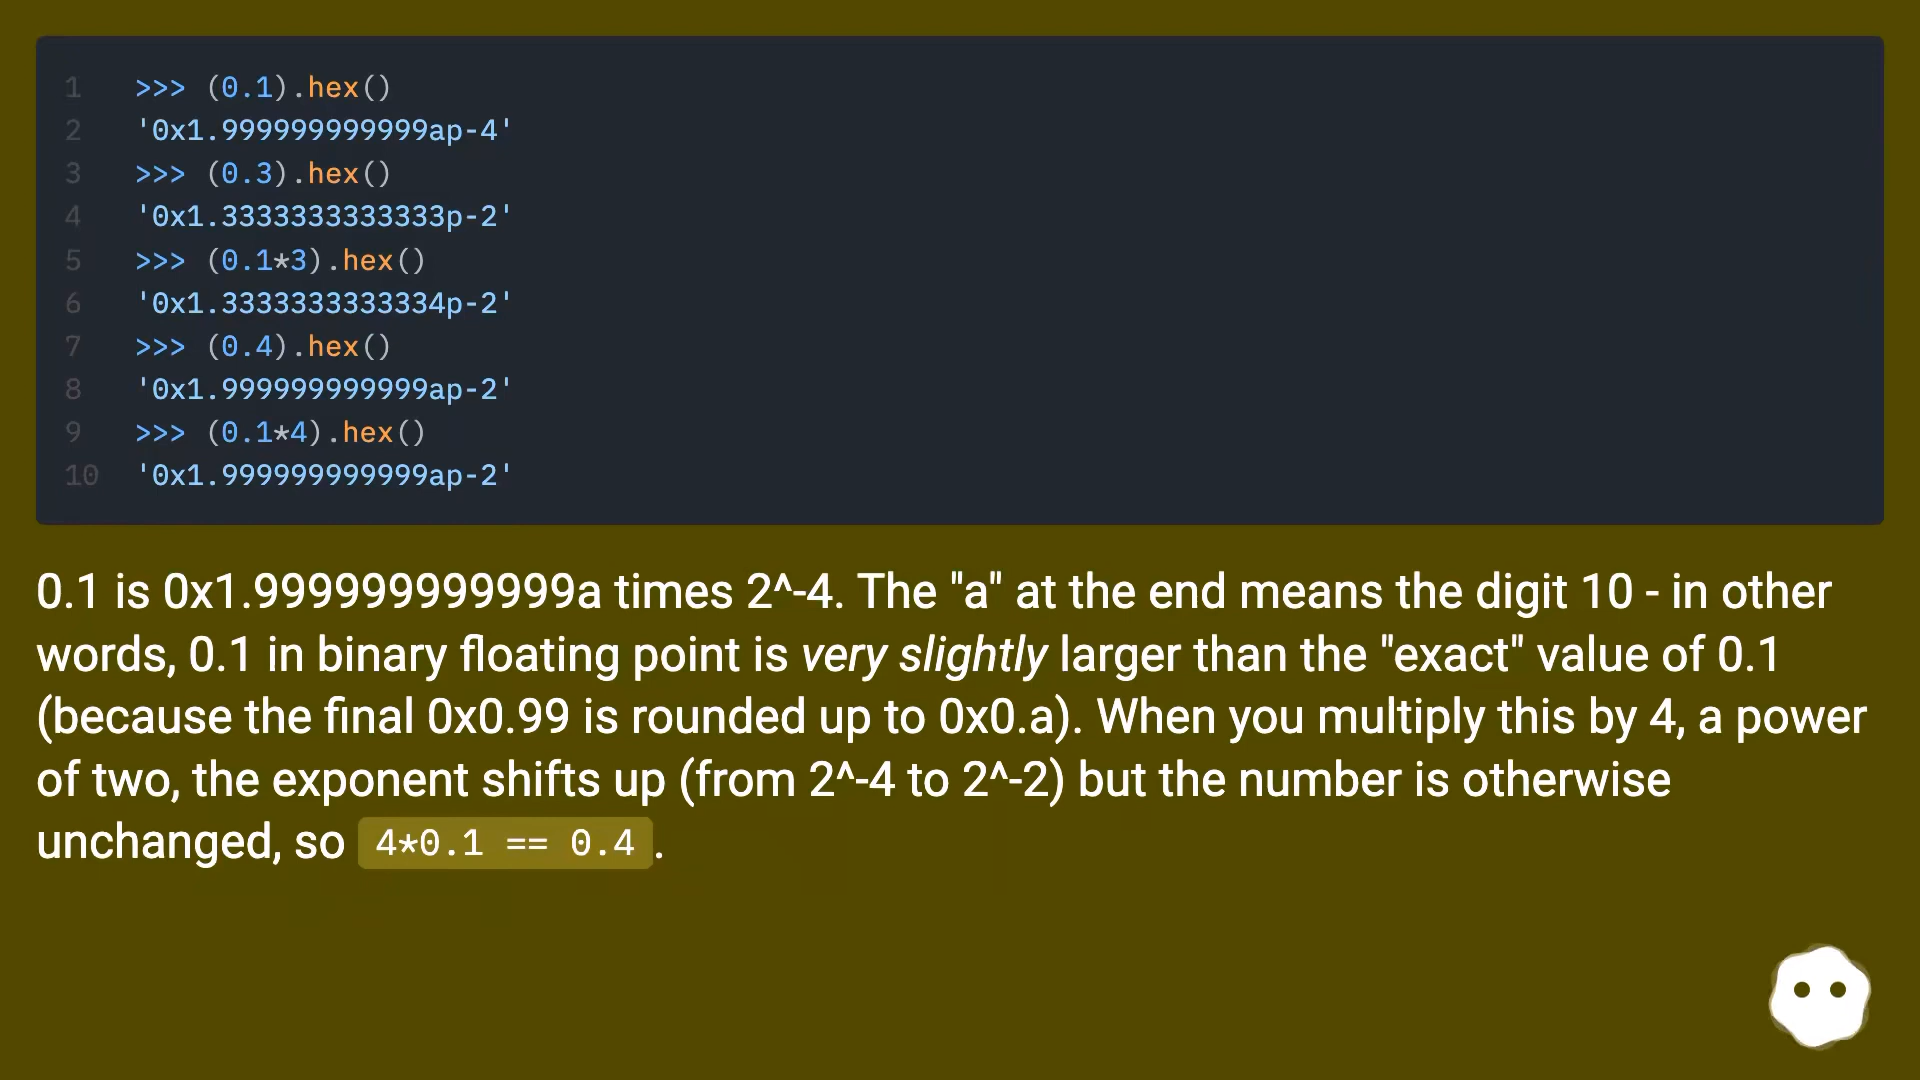 1 >>> (0.1).hex()
2 '0x1.999999999999ap-4'
3 >>> (0.3).hex()
4 '0x1.3333333333333p-2'
5 >>> (0.1*3).hex()
6 '0x1.3333333333334p-2'
7 >>> (0.4).hex()
8 '0x1.999999999999ap-2'
9 >>> (0.1*4).hex()
10 '0x1.999999999999ap-2'
0.1 is 0x1.999999999999a times 2^-4. The "a" at the end means the digit 10 - in other
words, 0.1 in binary floating point is very slightly larger than the "exact" value of 0.1
(because the final 0x0.99 is rounded up to 0x0.a). When you multiply this by 4, a power
of two, the exponent shifts up (from 2^-4 to 2^-2) but the number is otherwise
unchanged, so 4*0.1 == 0.4.